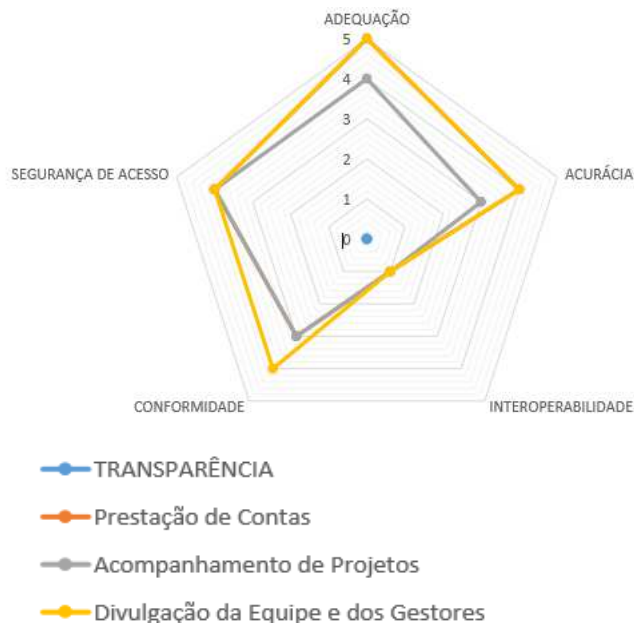 ADEQUAÇÃO
5
4
3
2
1
0
SEGURANÇA DE ACESSO
ACURÁCIA
CONFORMIDADE
INTEROPERABILIDADE
TRANSPARÊNCIA
Prestação de Contas
Acompanhamento de Projetos
Divulgação da Equipe e dos Gestores